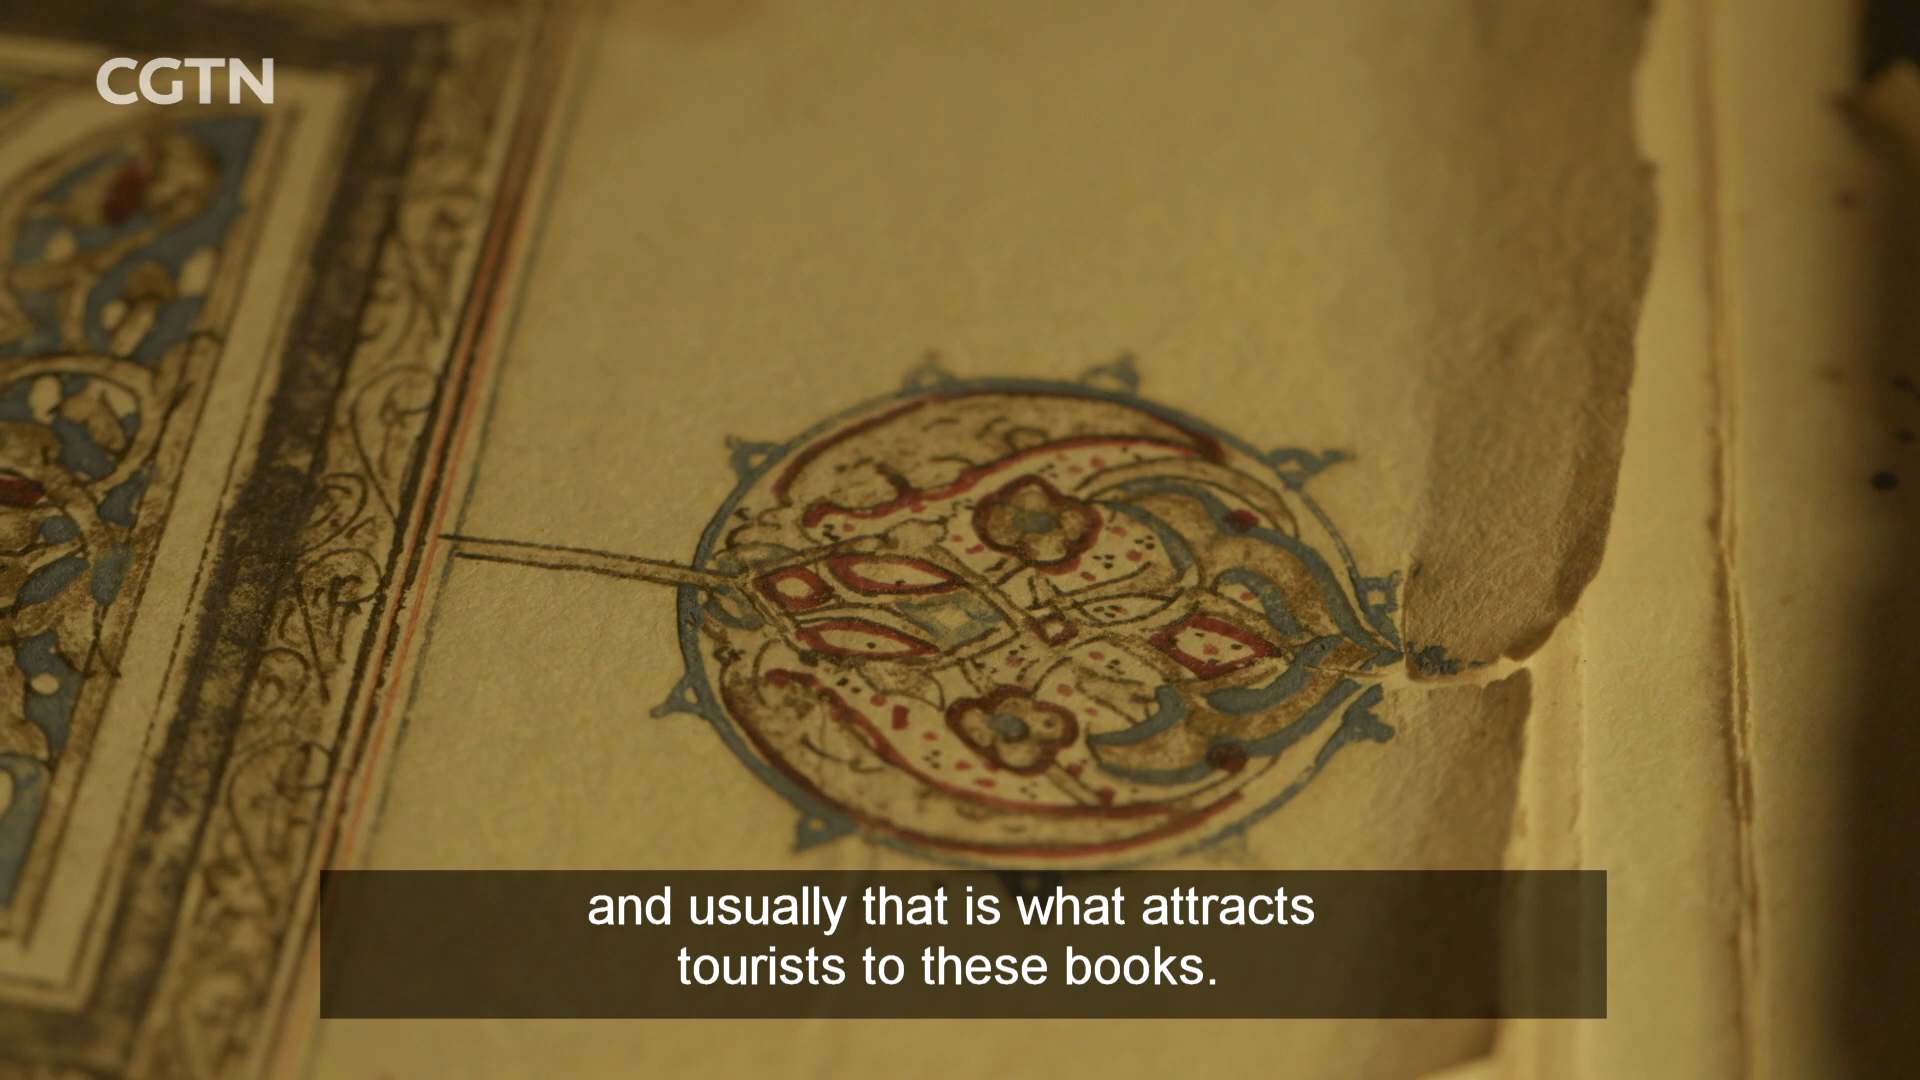 CGTN
and usually that is what attracts
tourists to these books.